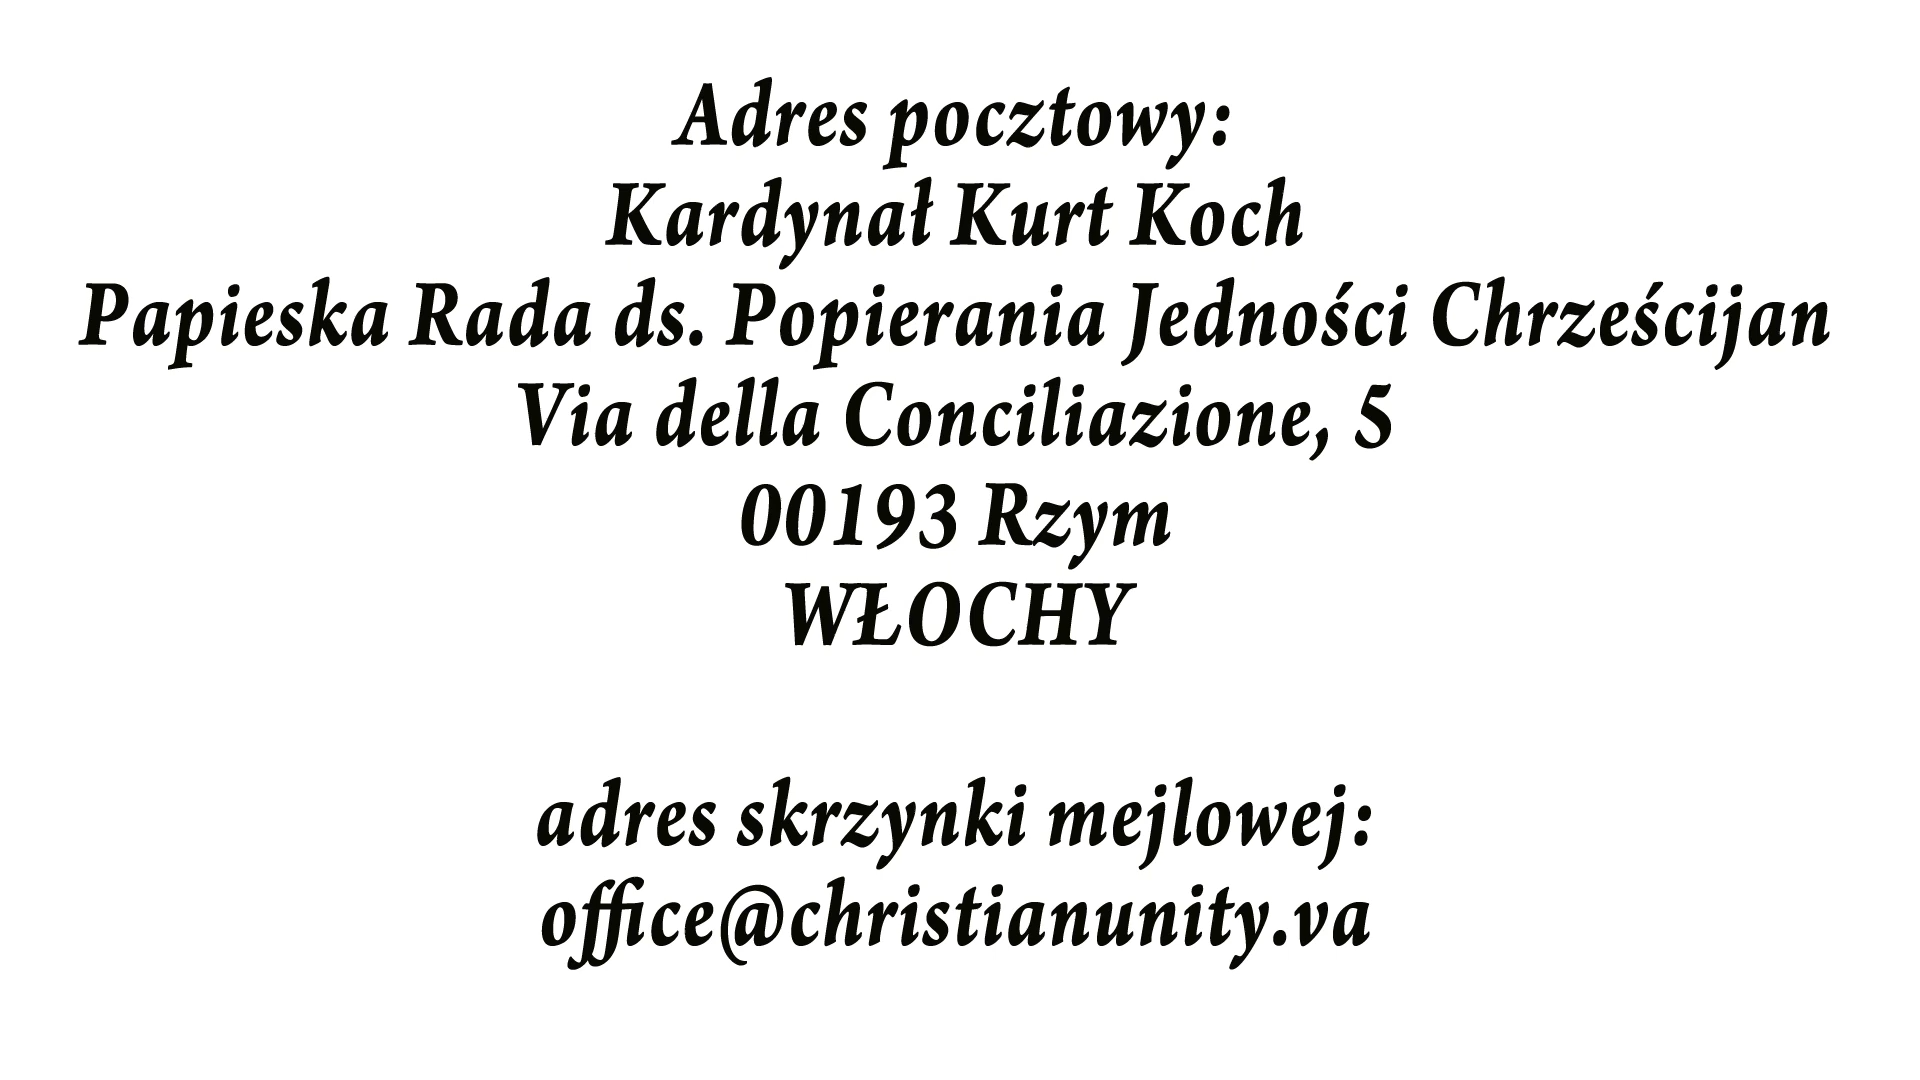 Adres pocztowy:
Kardynał Kurt Koch
Papieska Rada ds. Popierania Jedności Chrześcijan
Via della Conciliazione, 5
00193 Rzym
WŁOCHY
adres skrzynki mejlowej:
office@christianunity.va